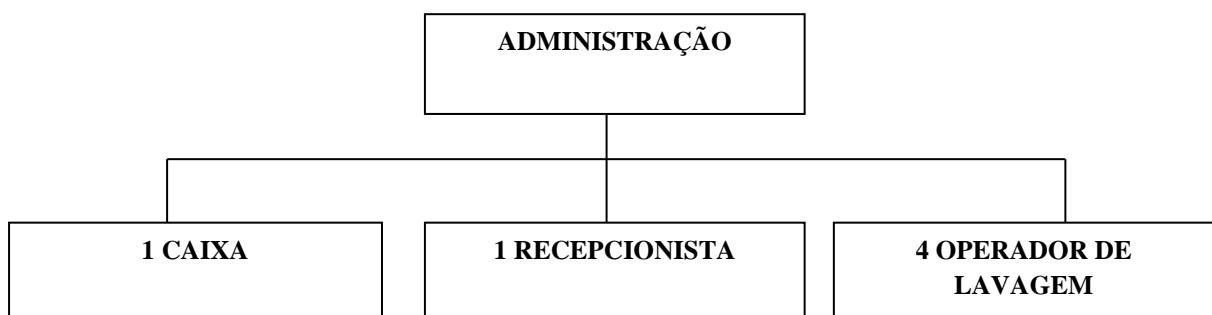 ADMINISTRAÇÃO
1 CAIXA
1 RECEPCIONISTA
4 OPERADOR DE
LAVAGEM